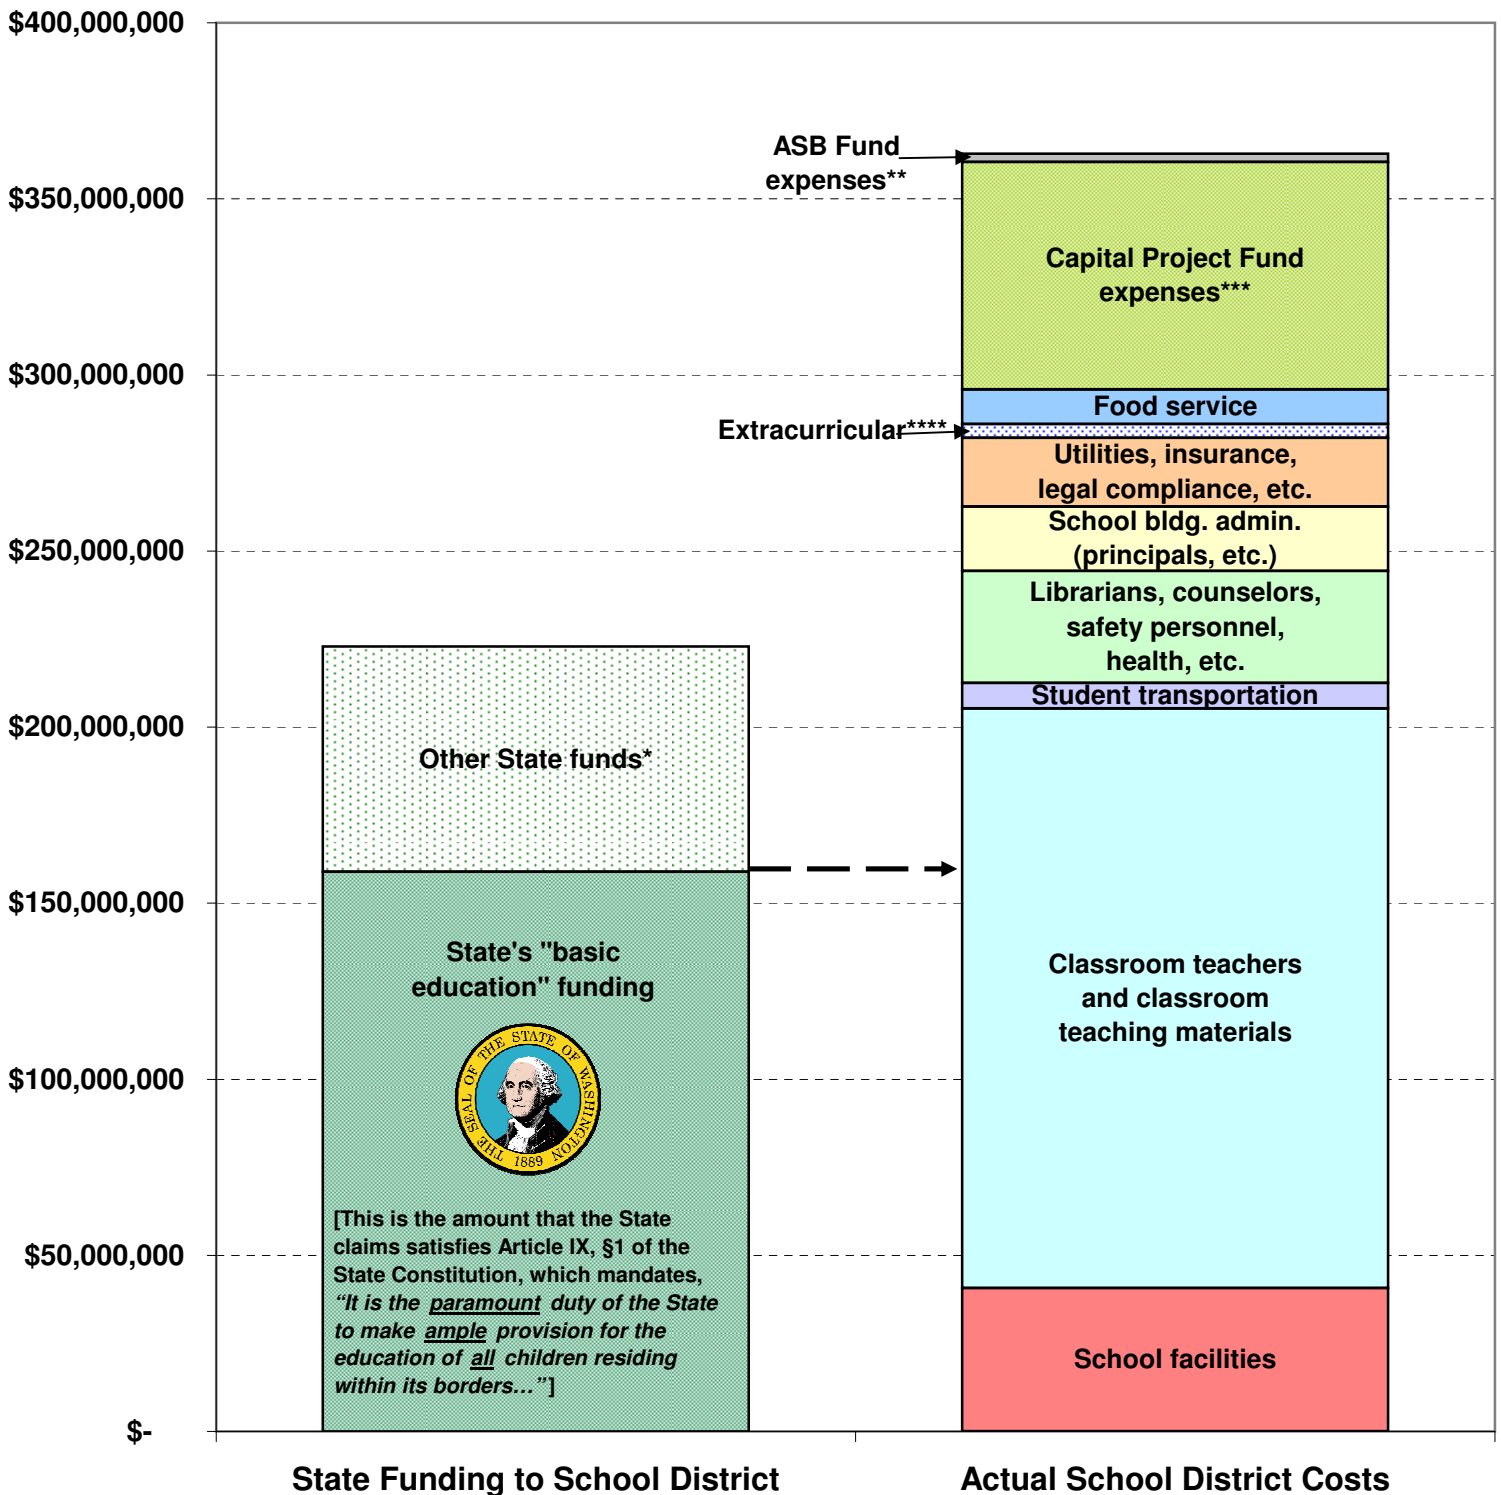 $400,000,000
$350,000,000
$300,000,000
$250,000,000
$200,000,000
$150,000,000
$100,000,000
$50,000,000
$-
Other State funds*
State's "basic
education" funding
THE SEAL OF THE STATE OF WASHINGTON
1889
[This is the amount that the State
claims satisfies Article IX, §1 of the
State Constitution, which mandates,
“It is the paramount duty of the State
to make ample provision for the
education of all children residing
within its borders…”]
ASB Fund
expenses**
Capital Project Fund
expenses***
Food service
Extracurricular****
Utilities, insurance,
legal compliance, etc.
School bldg. admin.
(principals, etc.)
Librarians, counselors,
safety personnel,
health, etc.
Student transportation
Classroom teachers
and classroom
teaching materials
School facilities
State Funding to School District
Actual School District Costs